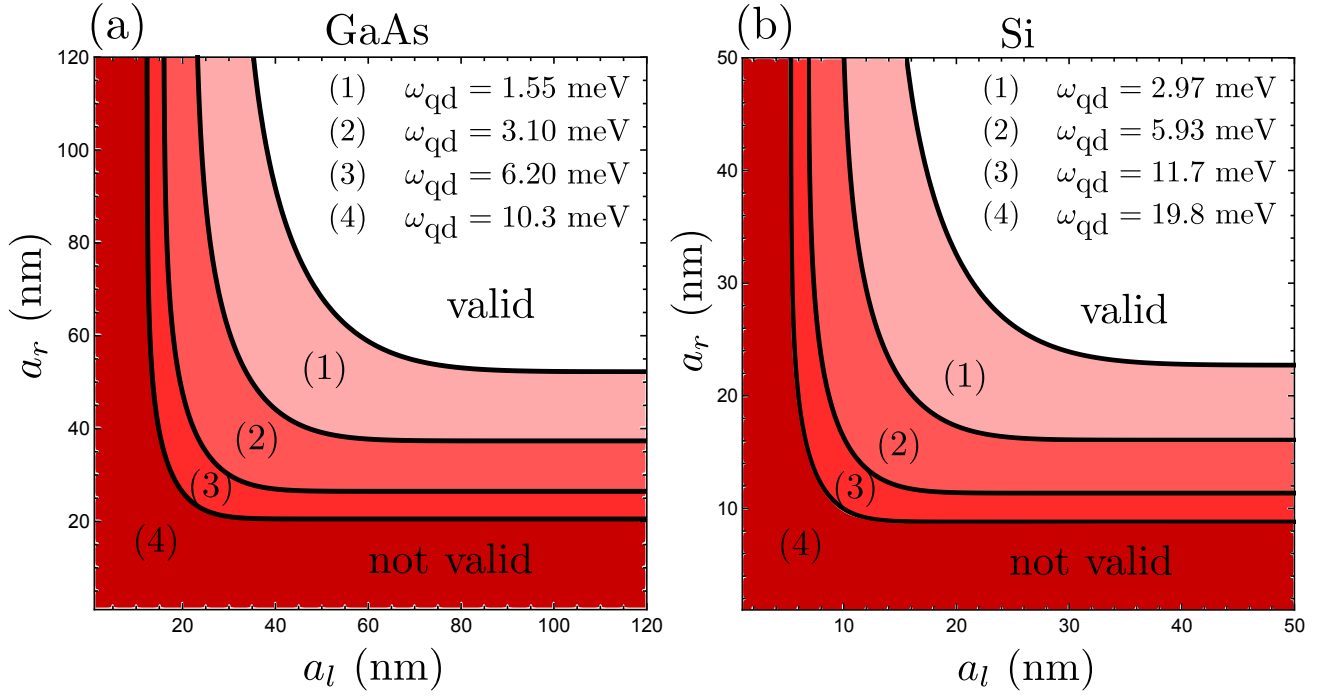 (a)
GaAs
120
100
80
60
40
20
a_r (nm)
(1) ω_qd = 1.55 meV
(2) ω_qd = 3.10 meV
(3) ω_qd = 6.20 meV
(4) ω_qd = 10.3 meV
valid
(1)
(2)
(3)
(4)
not valid
20 40 60 80 100 120
a_l (nm)
(b)
Si
50
40
30
20
10
a_r (nm)
(1) ω_qd = 2.97 meV
(2) ω_qd = 5.93 meV
(3) ω_qd = 11.7 meV
(4) ω_qd = 19.8 meV
valid
(1)
(2)
(3)
(4)
not valid
10 20 30 40 50
a_l (nm)